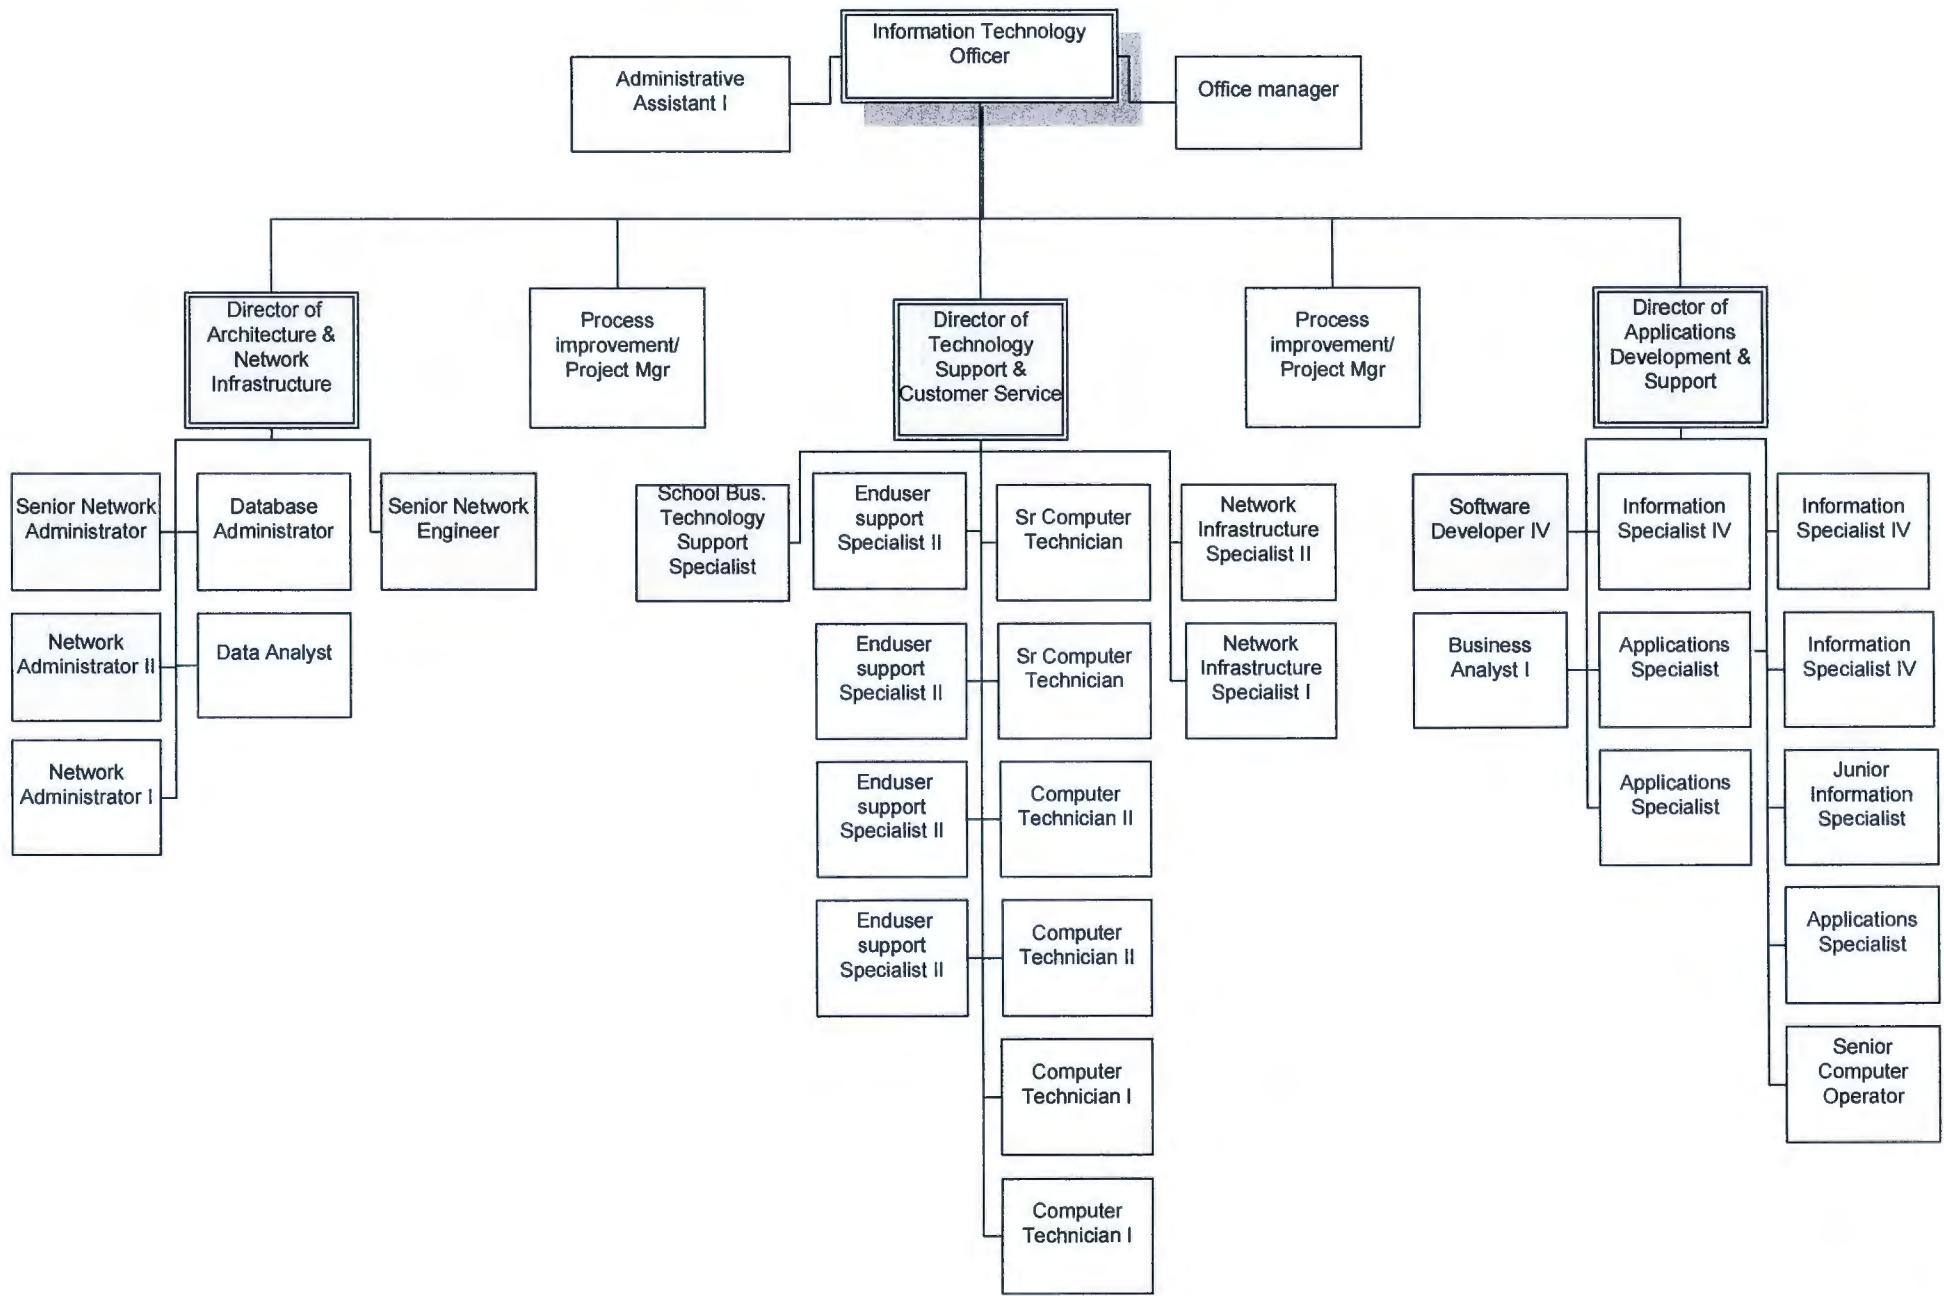 Information Technology
Officer
Administrative
Assistant I
Office manager
Director of
Architecture &
Network
Infrastructure
Process
improvement/
Project Mgr
Director of
Technology
Support &
Customer Service
Process
improvement/
Project Mgr
Director of
Applications
Development &
Support
Senior Network
Administrator
Database
Administrator
Senior Network
Engineer
Network
Administrator II
Data Analyst
Network
Administrator I
School Bus.
Technology
Support
Specialist
Enduser
support
Specialist II
Sr Computer
Technician
Network
Infrastructure
Specialist II
Enduser
support
Specialist II
Sr Computer
Technician
Network
Infrastructure
Specialist I
Enduser
support
Specialist II
Computer
Technician II
Enduser
support
Specialist II
Computer
Technician II
Computer
Technician I
Computer
Technician I
Software
Developer IV
Information
Specialist IV
Information
Specialist IV
Business
Analyst I
Applications
Specialist
Information
Specialist IV
Applications
Specialist
Junior
Information
Specialist
Applications
Specialist
Senior
Computer
Operator